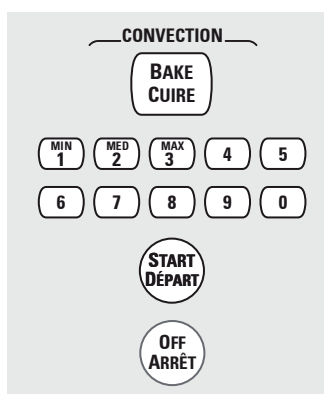 CONVECTION
BAKE
CUIRE
MIN MED MAX
1 2 3 4 5
6 7 8 9 0
START
DÉPART
OFF
ARRÊT